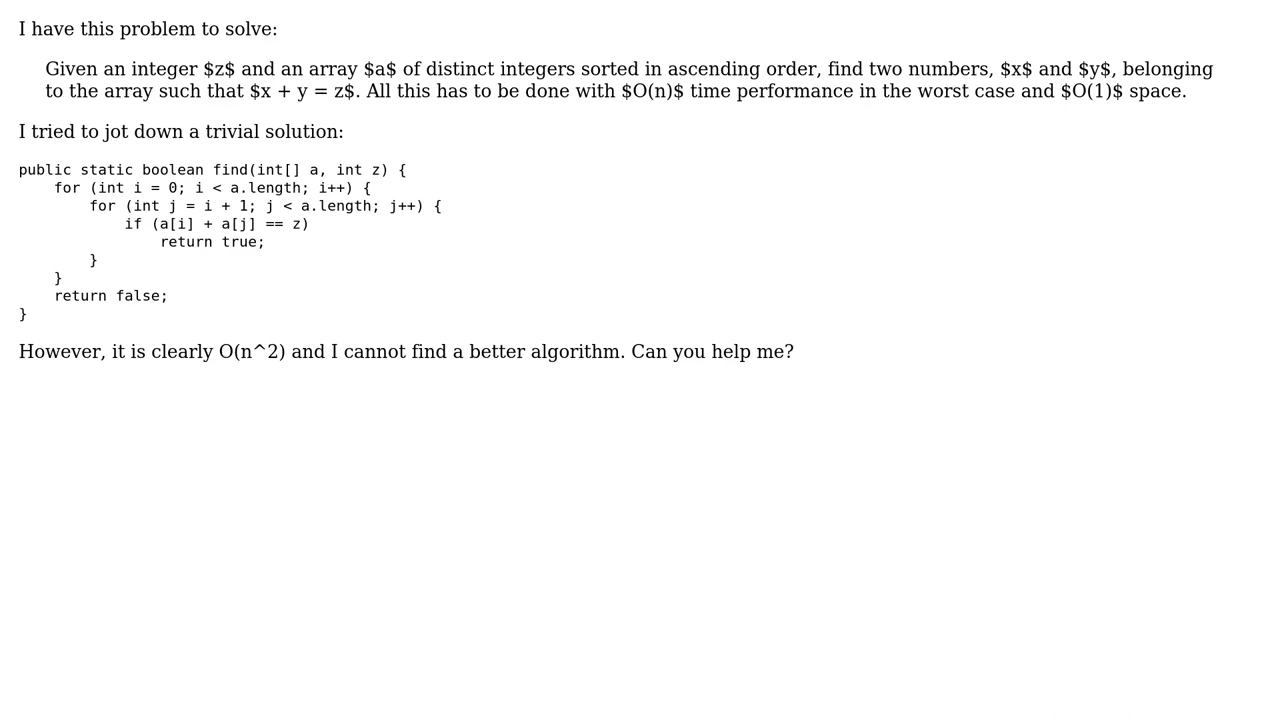 I have this problem to solve:
Given an integer $z$ and an array $a$ of distinct integers sorted in ascending order, find two numbers, $x$ and $y$, belonging
to the array such that $x + y = z$. All this has to be done with $O(n)$ time performance in the worst case and $O(1)$ space.
I tried to jot down a trivial solution:
public static boolean find(int[] a, int z) {
    for (int i = 0; i < a.length; i++) {
        for (int j = i + 1; j < a.length; j++) {
            if (a[i] + a[j] == z)
                return true;
        }
    }
    return false;
}
However, it is clearly O(n^2) and I cannot find a better algorithm. Can you help me?